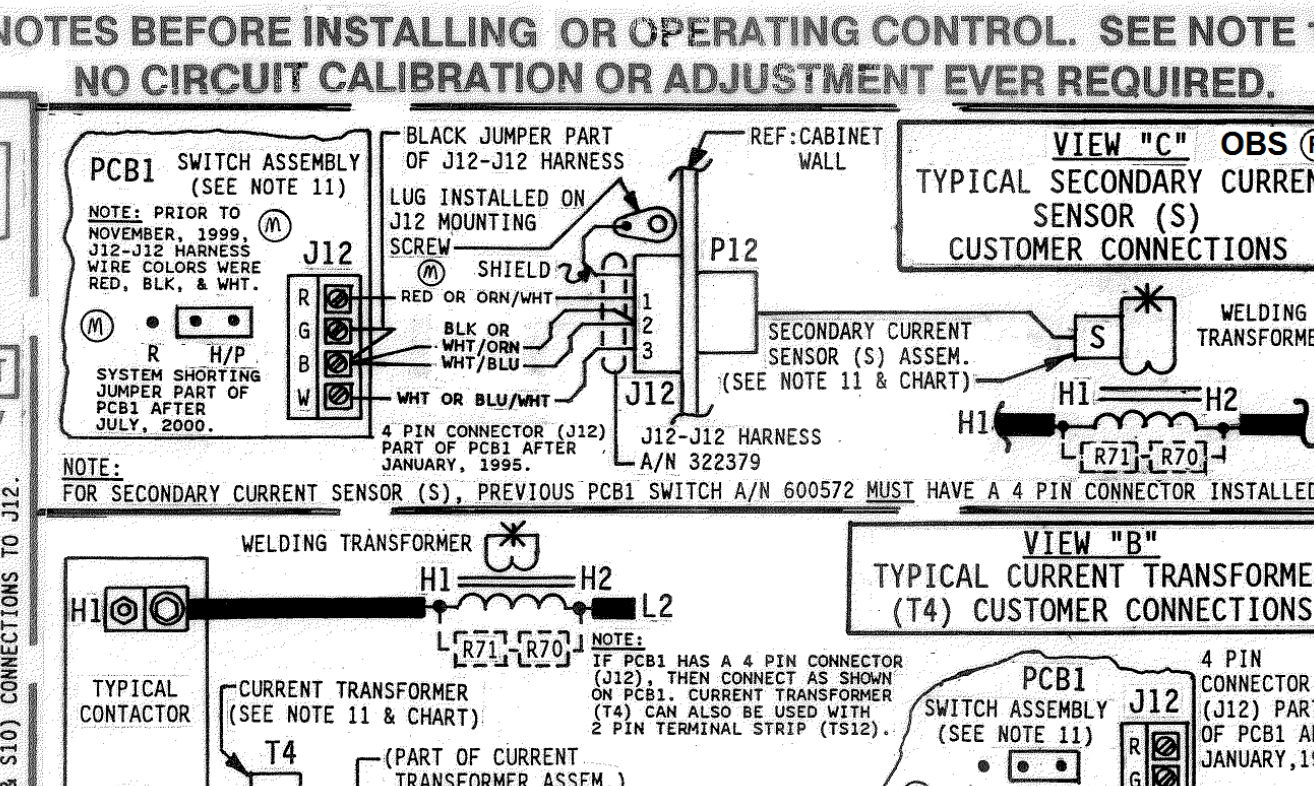 NOTES BEFORE INSTALLING OR OPERATING CONTROL. SEE NOTE
NO CIRCUIT CALIBRATION OR ADJUSTMENT EVER REQUIRED.
PCB1 SWITCH ASSEMBLY
(SEE NOTE 11)
NOTE: PRIOR TO
NOVEMBER, 1999,
J12-J12 HARNESS
WIRE COLORS WERE
RED, BLK, & WHT.
M
M
R H/P
SYSTEM SHORTING
JUMPER PART OF
PCB1 AFTER
JULY, 2000.
J12
R
G
B
W
BLACK JUMPER PART
OF J12-J12 HARNESS
LUG INSTALLED ON
J12 MOUNTING
SCREW
M
SHIELD
RED OR ORN/WHT
BLK OR
WHT/ORN
WHT/BLU
WHT OR BLU/WHT
4 PIN CONNECTOR (J12)
PART OF PCB1 AFTER
JANUARY, 1995.
1
2
3
J12
J12-J12 HARNESS
A/N 322379
REF:CABINET
WALL
P12
SECONDARY CURRENT
SENSOR (S) ASSEM.
(SEE NOTE 11 & CHART)
VIEW "C" OBS
TYPICAL SECONDARY CURREN
SENSOR (S)
CUSTOMER CONNECTIONS
S
WELDING
TRANSFORME
H1 H2
H1
R71 R70
NOTE:
FOR SECONDARY CURRENT SENSOR (S), PREVIOUS PCB1 SWITCH A/N 600572 MUST HAVE A 4 PIN CONNECTOR INSTALLED
& S10) CONNECTIONS TO J12.
WELDING TRANSFORMER
H1 H2
H1
L2
R71 R70
TYPICAL
CONTACTOR
CURRENT TRANSFORMER
(SEE NOTE 11 & CHART)
T4
(PART OF CURRENT
TRANSFORMER ASSEM.)
NOTE:
IF PCB1 HAS A 4 PIN CONNECTOR
(J12), THEN CONNECT AS SHOWN
ON PCB1. CURRENT TRANSFORMER
(T4) CAN ALSO BE USED WITH
2 PIN TERMINAL STRIP (TS12).
VIEW "B"
TYPICAL CURRENT TRANSFORME
(T4) CUSTOMER CONNECTIONS
PCB1
SWITCH ASSEMBLY
(SEE NOTE 11)
J12
R
G
4 PIN
CONNECTOR
(J12) PAR
OF PCB1 A
JANUARY,1